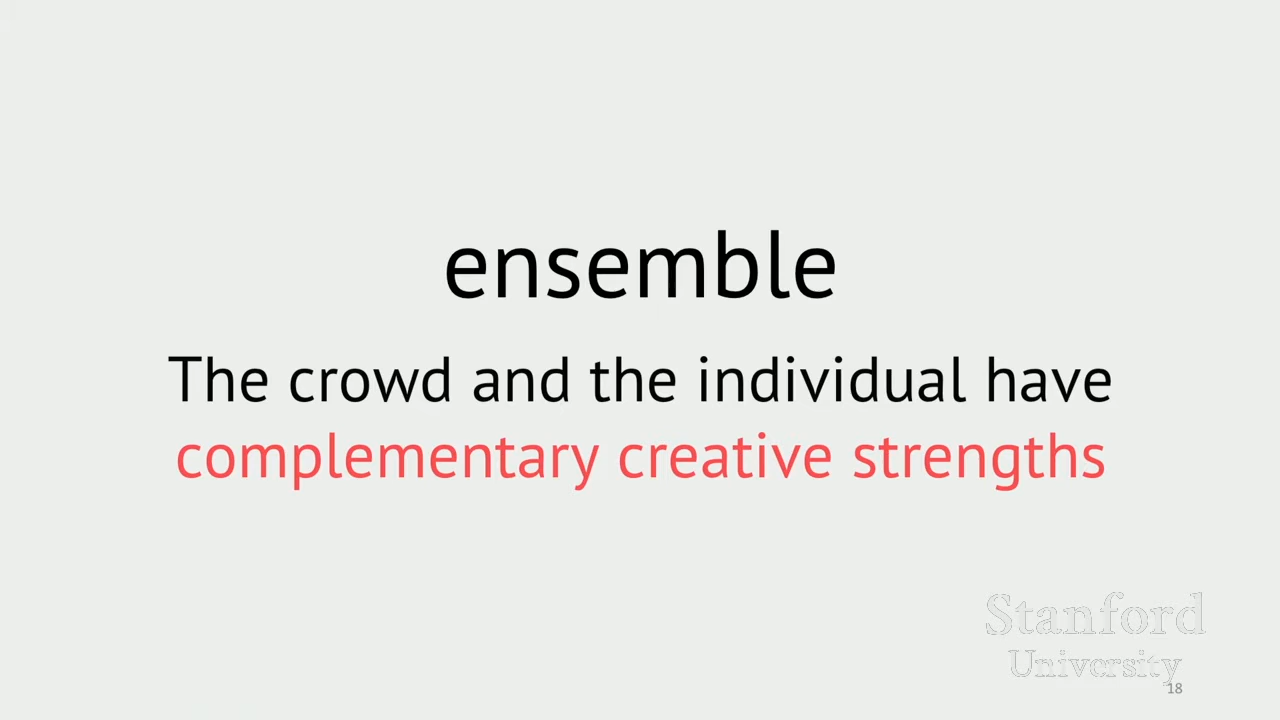 ensemble
The crowd and the individual have
complementary creative strengths
Stanford
University
18